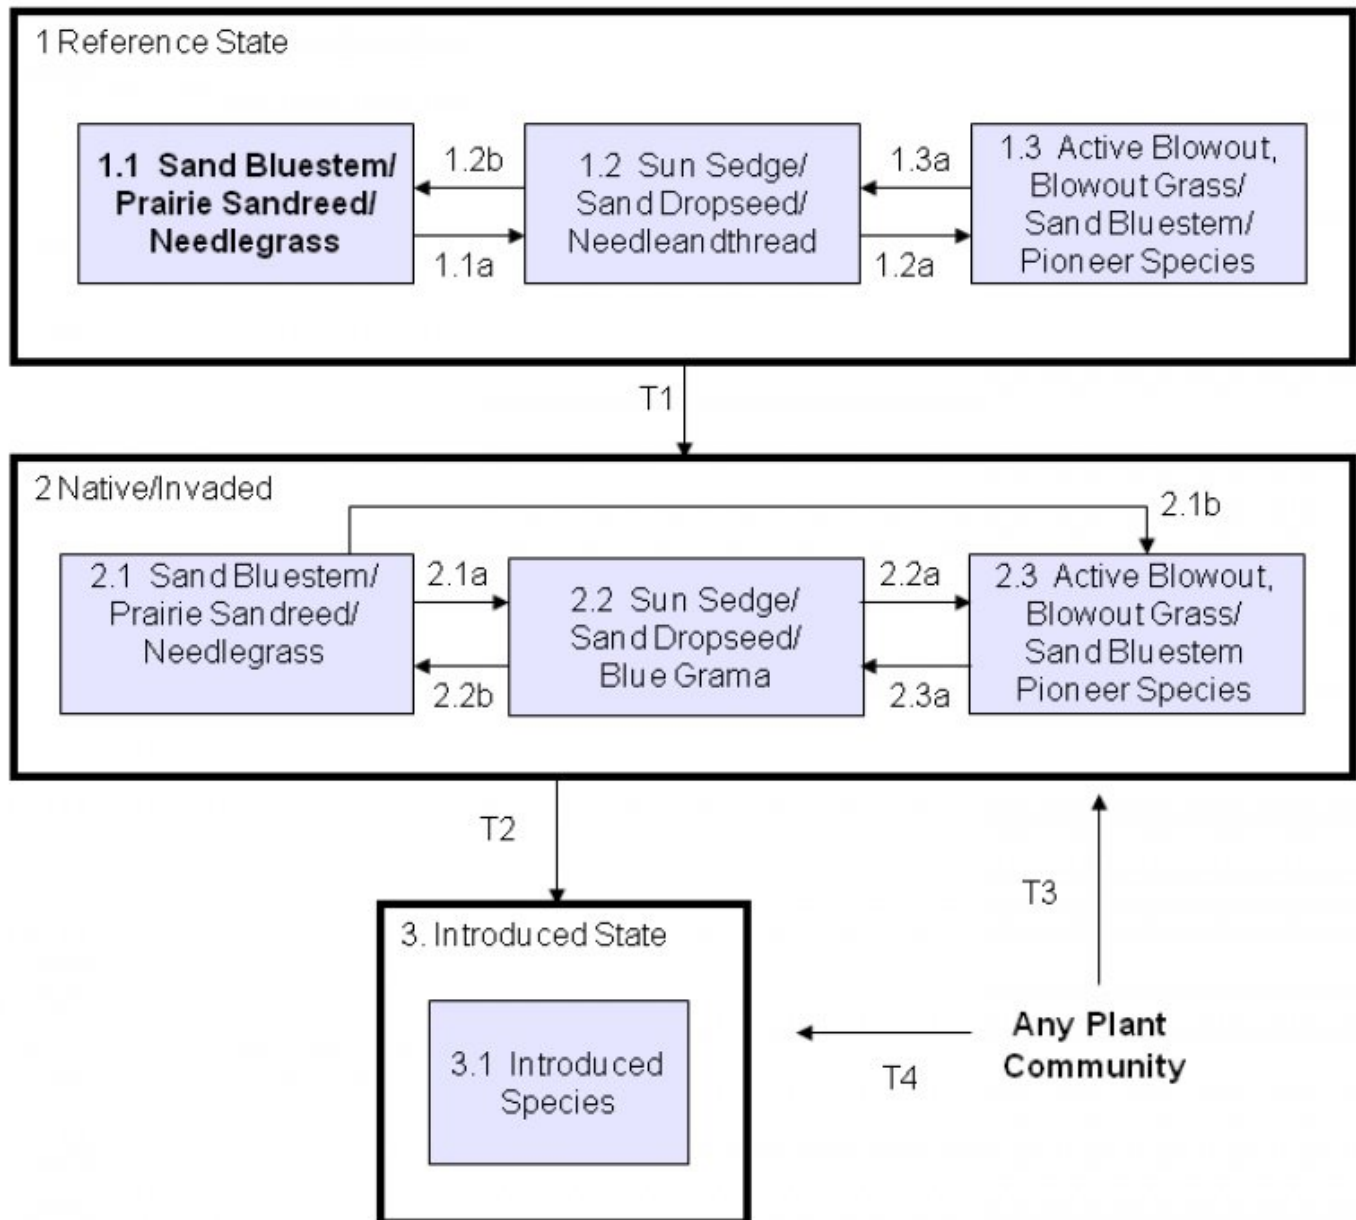 1 Reference State
1.1 Sand Bluestem/
Prairie Sandreed/
Needlegrass
1.2b
1.1a
1.2 Sun Sedge/
Sand Dropseed/
Needleandthread
1.3a
1.2a
1.3 Active Blowout,
Blowout Grass/
Sand Bluestem/
Pioneer Species
T1
2 Native/Invaded
2.1b
2.1 Sand Bluestem/
Prairie Sandreed/
Needlegrass
2.1a
2.2b
2.2 Sun Sedge/
Sand Dropseed/
Blue Grama
2.2a
2.3a
2.3 Active Blowout,
Blowout Grass/
Sand Bluestem
Pioneer Species
T2
T3
3. Introduced State
3.1 Introduced
Species
T4
Any Plant
Community